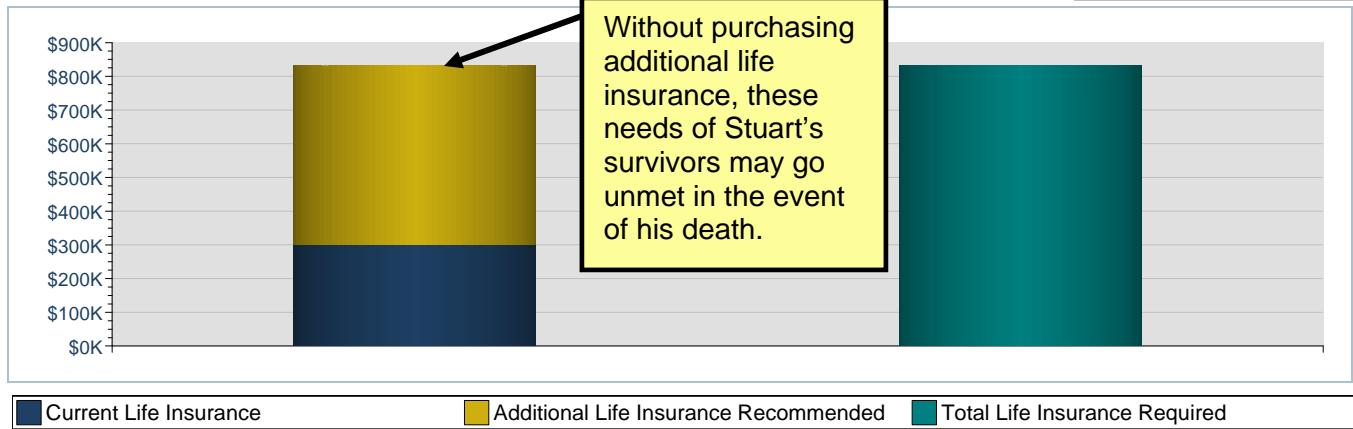 Without purchasing
additional life
insurance, these
needs of Stuart's
survivors may go
unmet in the event
of his death.
$900K
$800K
$700K
$600K
$500K
$400K
$300K
$200K
$100K
$0K
Current Life Insurance
Additional Life Insurance Recommended
Total Life Insurance Required